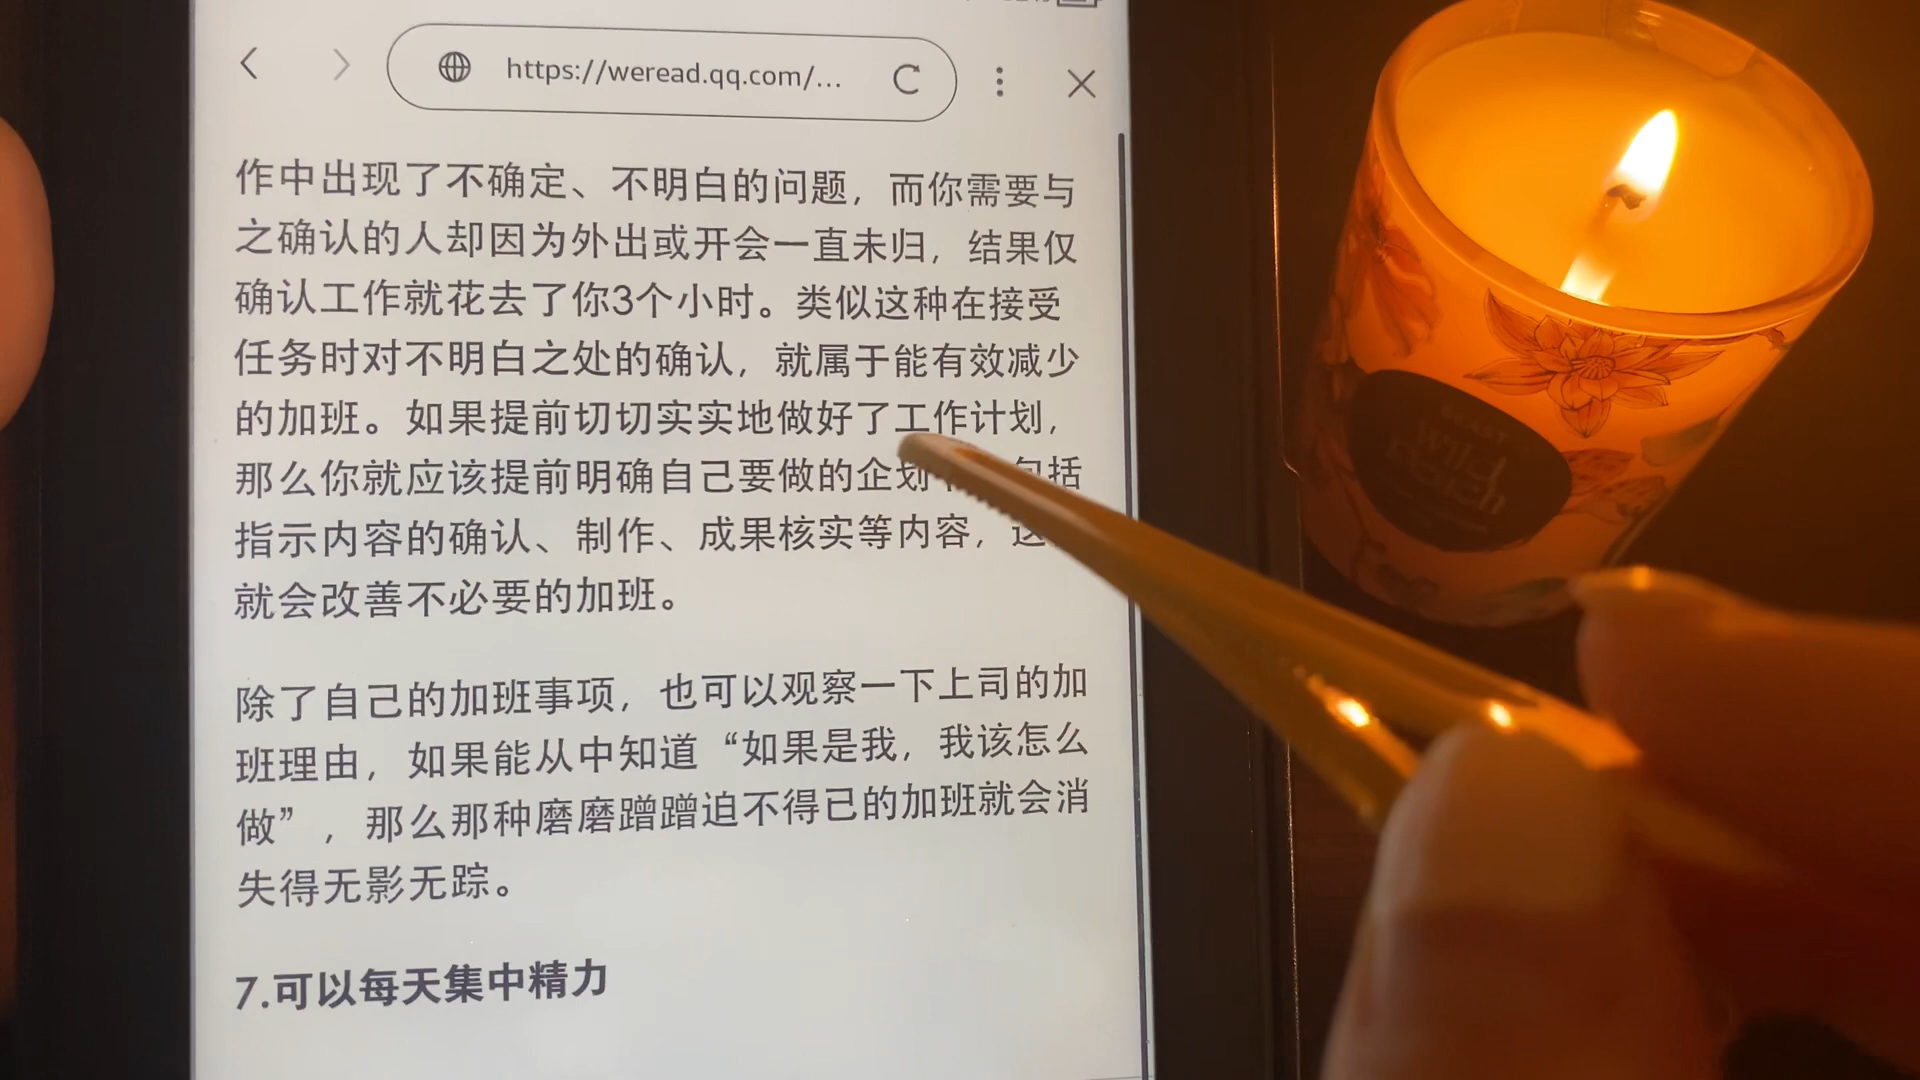 https://weread.qq.com/...
作中出现了不确定、不明白的问题，而你需要与
之确认的人却因为外出或开会一直未归，结果仅
确认工作就花去了你3个小时。类似这种在接受
任务时对不明白之处的确认，就属于能有效减少
的加班。如果提前切切实实地做好了工作计划，
那么你就应该提前明确自己要做的企划 包括
指示内容的确认、制作、成果核实等内容，这
就会改善不必要的加班。
除了自己的加班事项，也可以观察一下上司的加
班理由，如果能从中知道“如果是我，我该怎么
做”，那么那种磨磨蹭蹭迫不得已的加班就会消
失得无影无踪。
7.可以每天集中精力